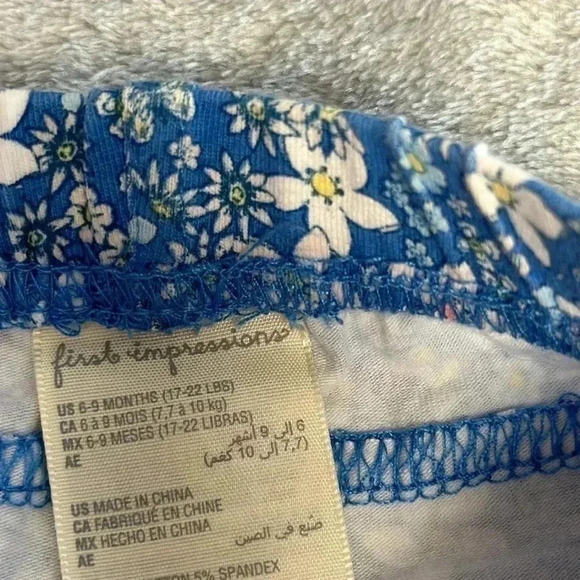 first impressions
US 6-9 MONTHS (17-22 LBS)
CA 6 à 9 MOIS (7,7 à 10 kg)
MX 6-9 MESES (17-22 LIBRAS)
AE 6 إلى 9 أشهر
(7,7 إلى 10 كغم)
US MADE IN CHINA
CA FABRIQUÉ EN CHINE
MX HECHO EN CHINA
AE صنع في الصين
5% SPANDEX